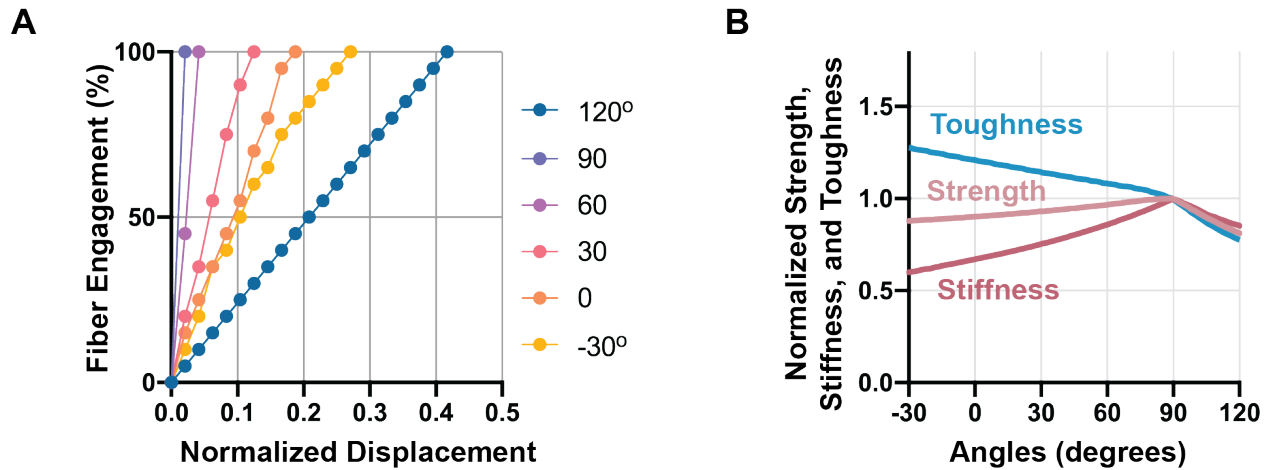 A
Fiber Engagement (%)
100
50
0
0.0 0.1 0.2 0.3 0.4 0.5
Normalized Displacement
120º
90
60
30
0
-30º
B
Normalized Strength,
Stiffness, and Toughness
1.5
1.0
0.5
0.0
Toughness
Strength
Stiffness
-30 0 30 60 90 120
Angles (degrees)